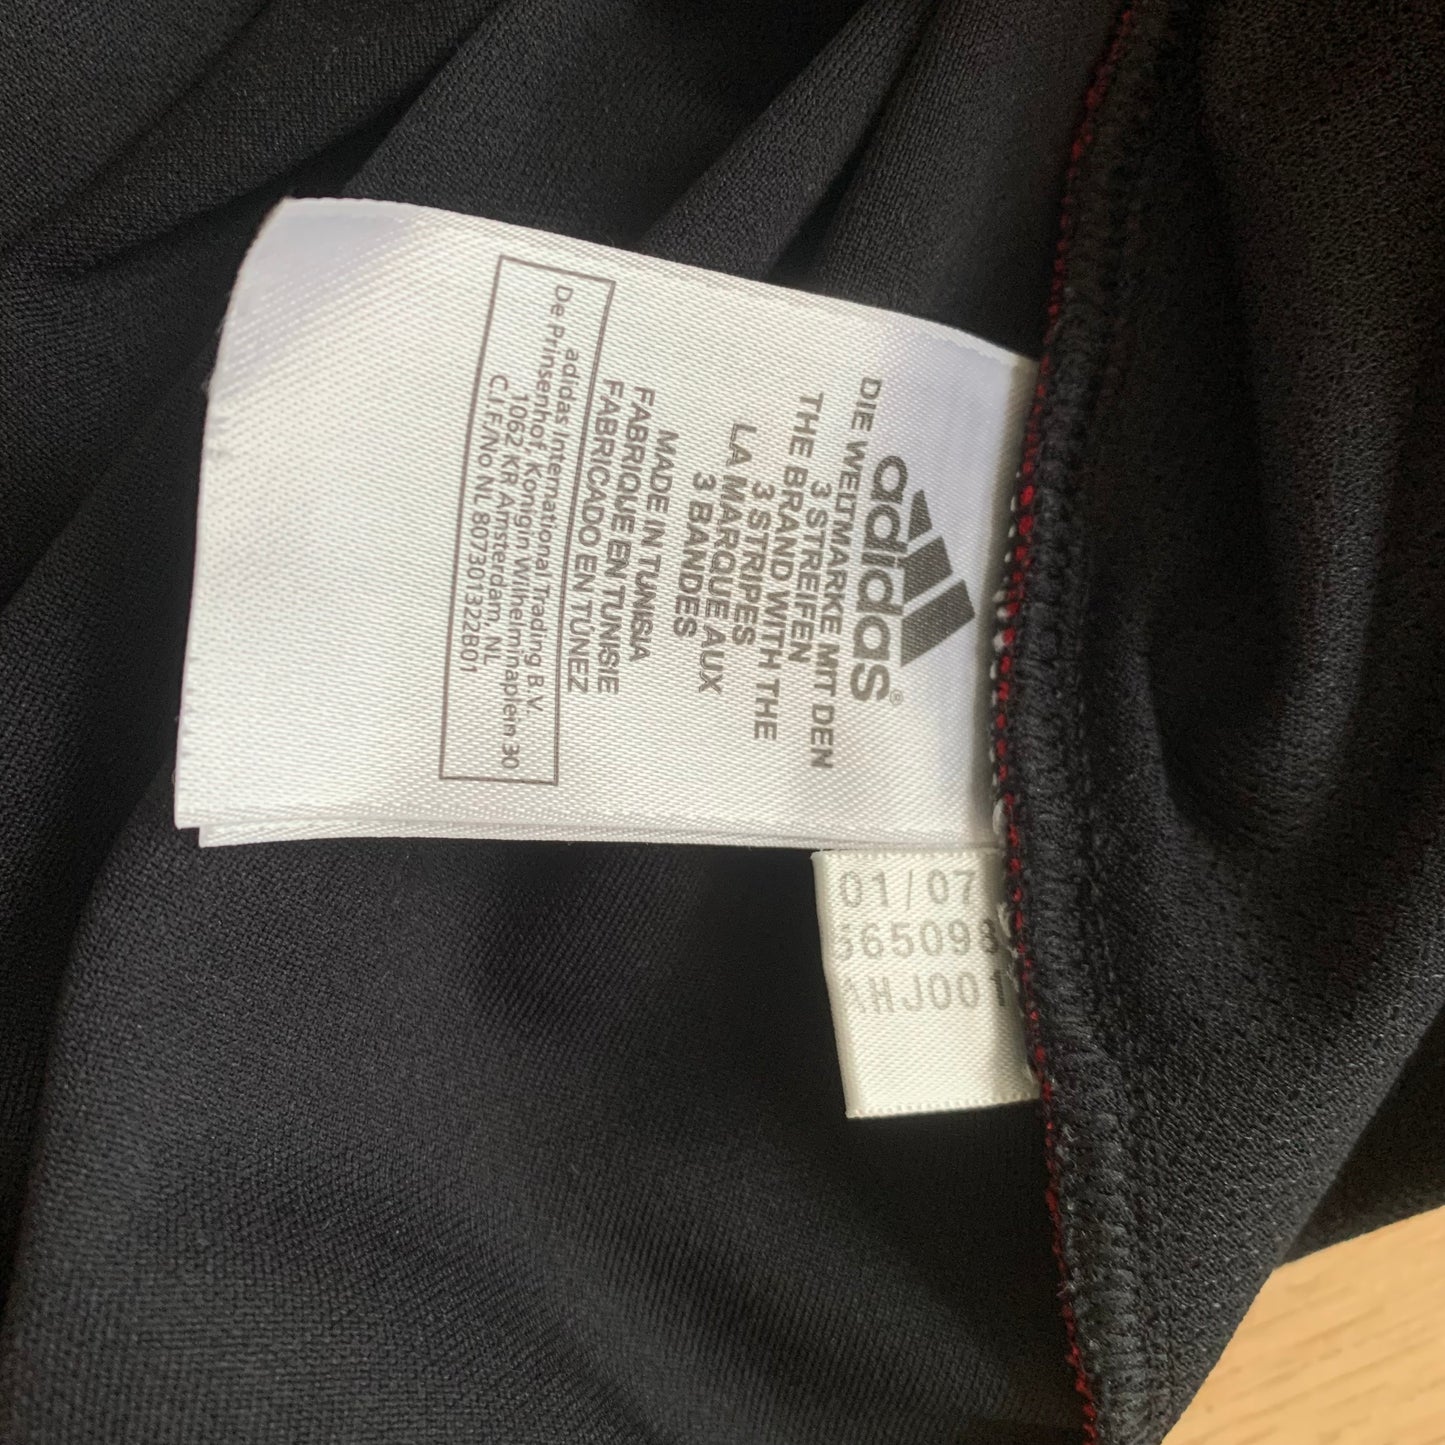 adidas®
DIE WELTMARKE MIT DEN
3 STREIFEN
THE BRAND WITH THE
3 STRIPES
LA MARQUE AUX
3 BANDES
MADE IN TUNISIA
FABRIQUE EN TUNISIE
FABRICADO EN TUNEZ
adidas International Trading B.V.
De Prinsenhof, Koningin Wilheminaplein 30
1062 KR Amsterdam, NL
C.I.F/No NL 807301322B01
01/07